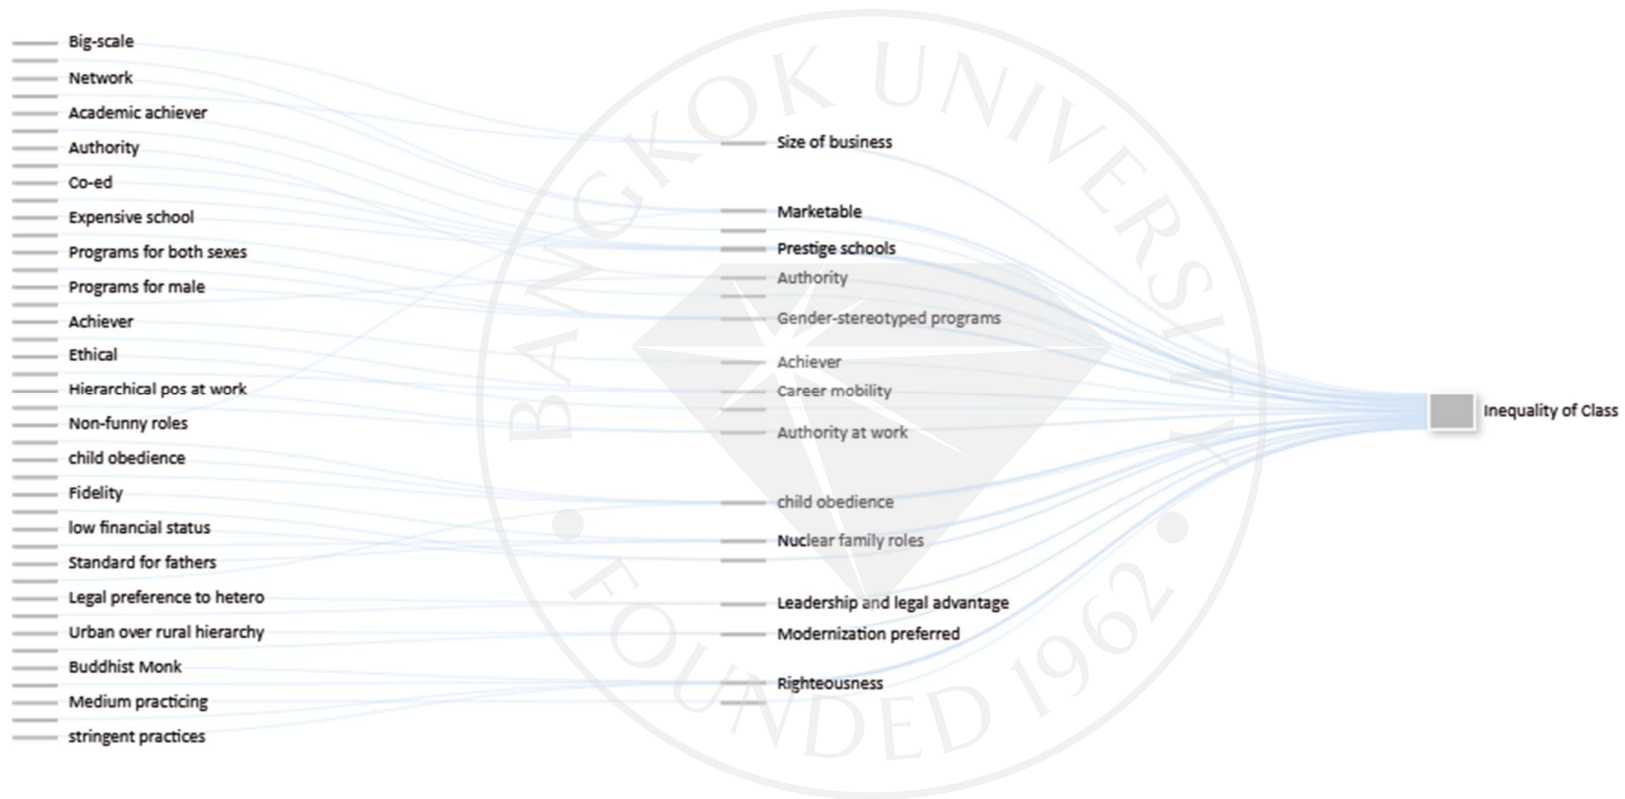 Big-scale
Network
Academic achiever
Authority
Co-ed
Expensive school
Programs for both sexes
Programs for male
Achiever
Ethical
Hierarchical pos at work
Non-funny roles
child obedience
Fidelity
low financial status
Standard for fathers
Legal preference to hetero
Urban over rural hierarchy
Buddhist Monk
Medium practicing
stringent practices
Size of business
Marketable
Prestige schools
Authority
Gender-stereotyped programs
Achiever
Career mobility
Authority at work
child obedience
Nuclear family roles
Leadership and legal advantage
Modernization preferred
Righteousness
Inequality of Class
BANGKOK UNIVERSITY
FOUNDED 1962